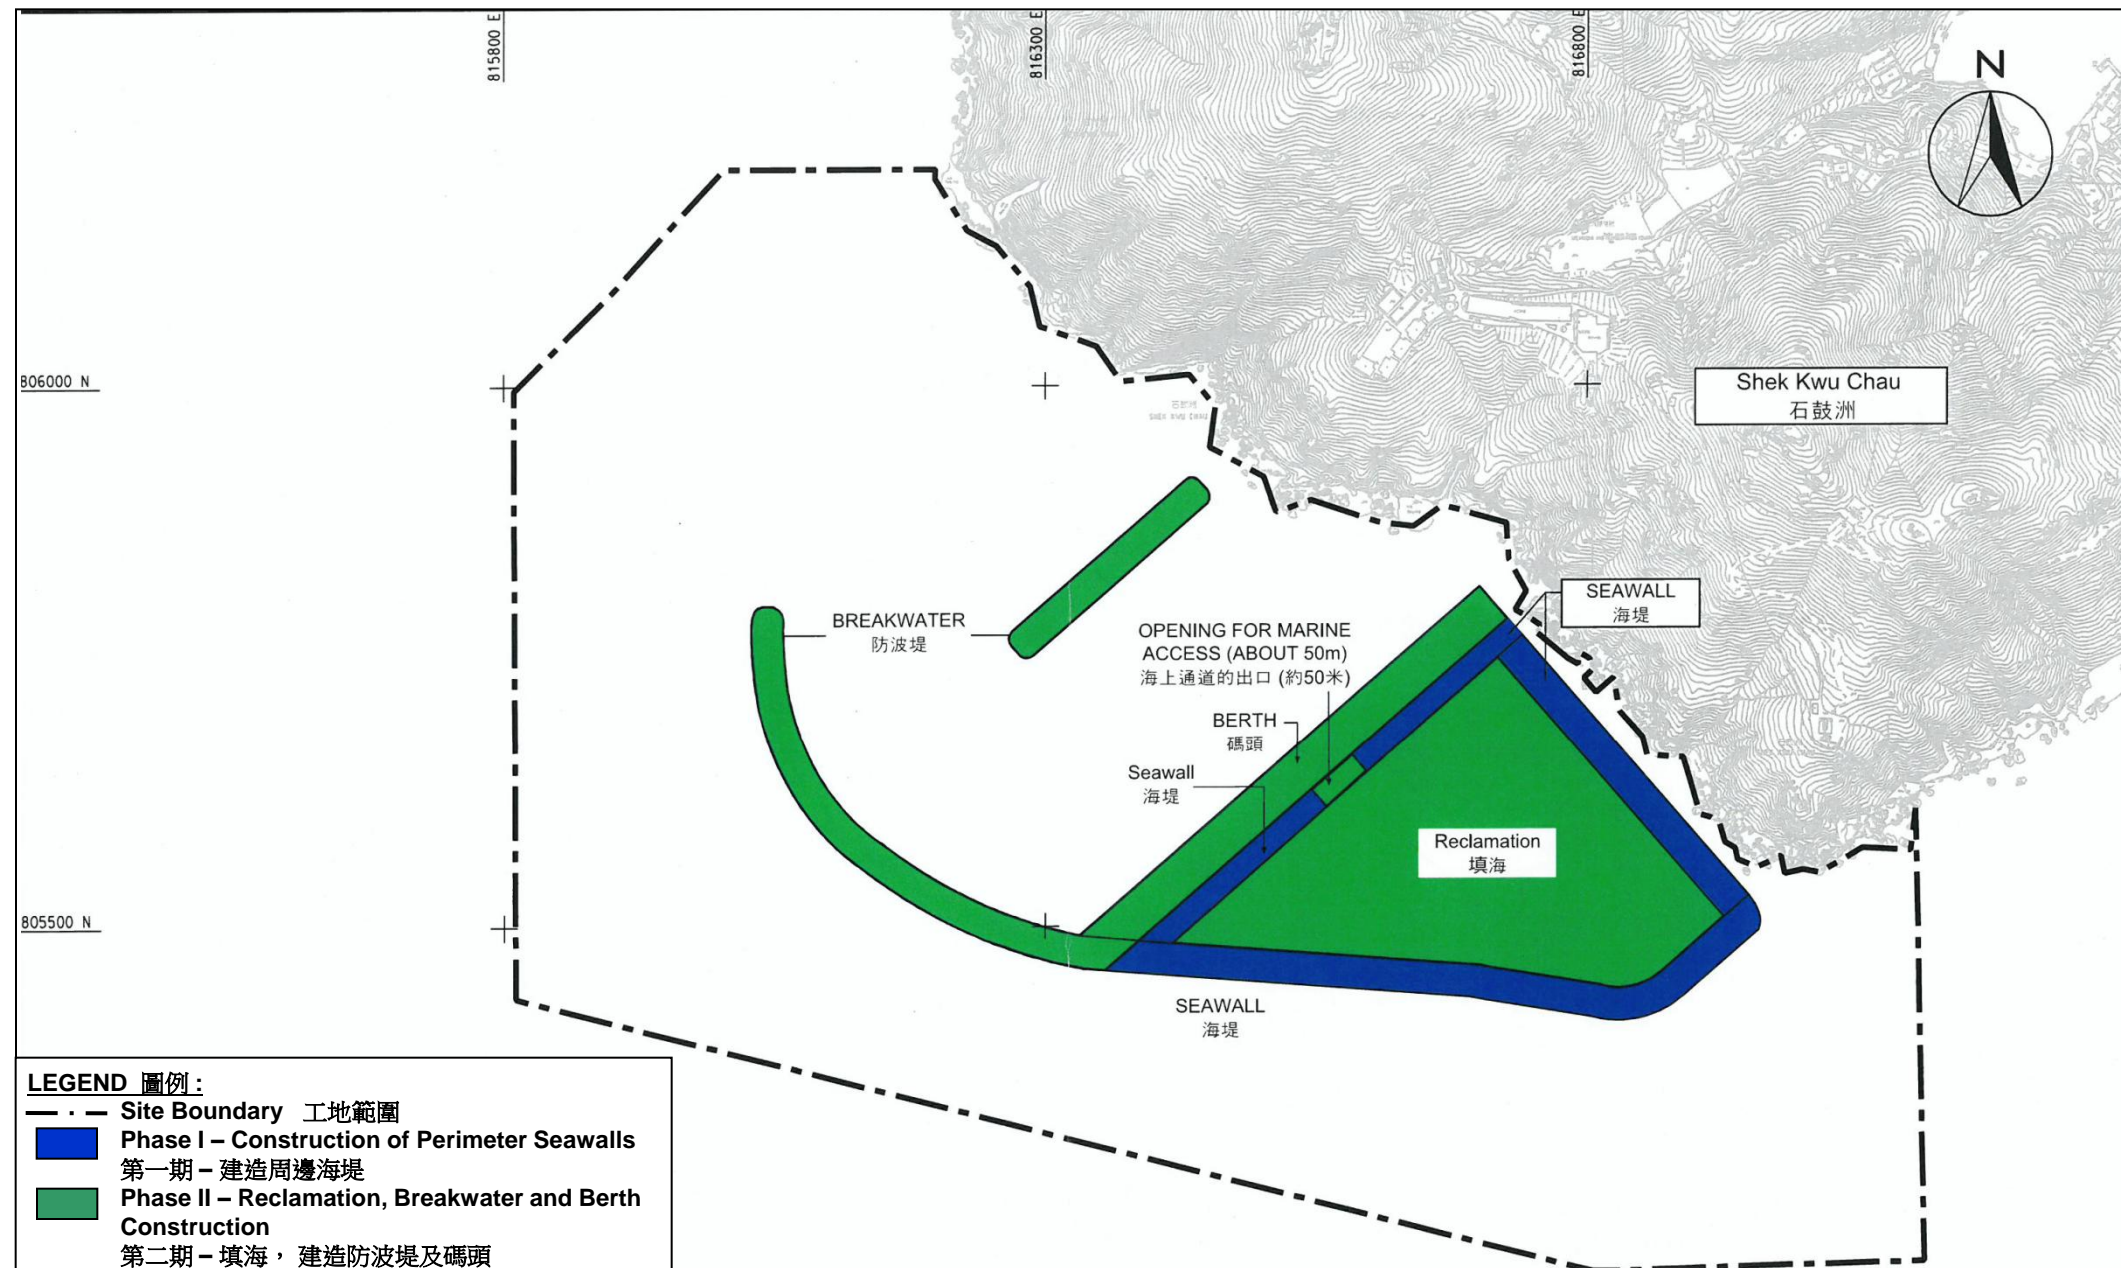 815800 E
816300 E
816800 E
N
806000 N
Shek Kwu Chau
石鼓洲
SEAWALL
海堤
BREAKWATER
防波堤
OPENING FOR MARINE
ACCESS (ABOUT 50m)
海上通道的出口 (約50米)
BERTH
碼頭
Seawall
海堤
Reclamation
填海
805500 N
SEAWALL
海堤
LEGEND 圖例 :
Site Boundary 工地範圍
Phase I – Construction of Perimeter Seawalls
第一期 – 建造周邊海堤
Phase II – Reclamation, Breakwater and Berth
Construction
第二期 – 填海， 建造防波堤及碼頭